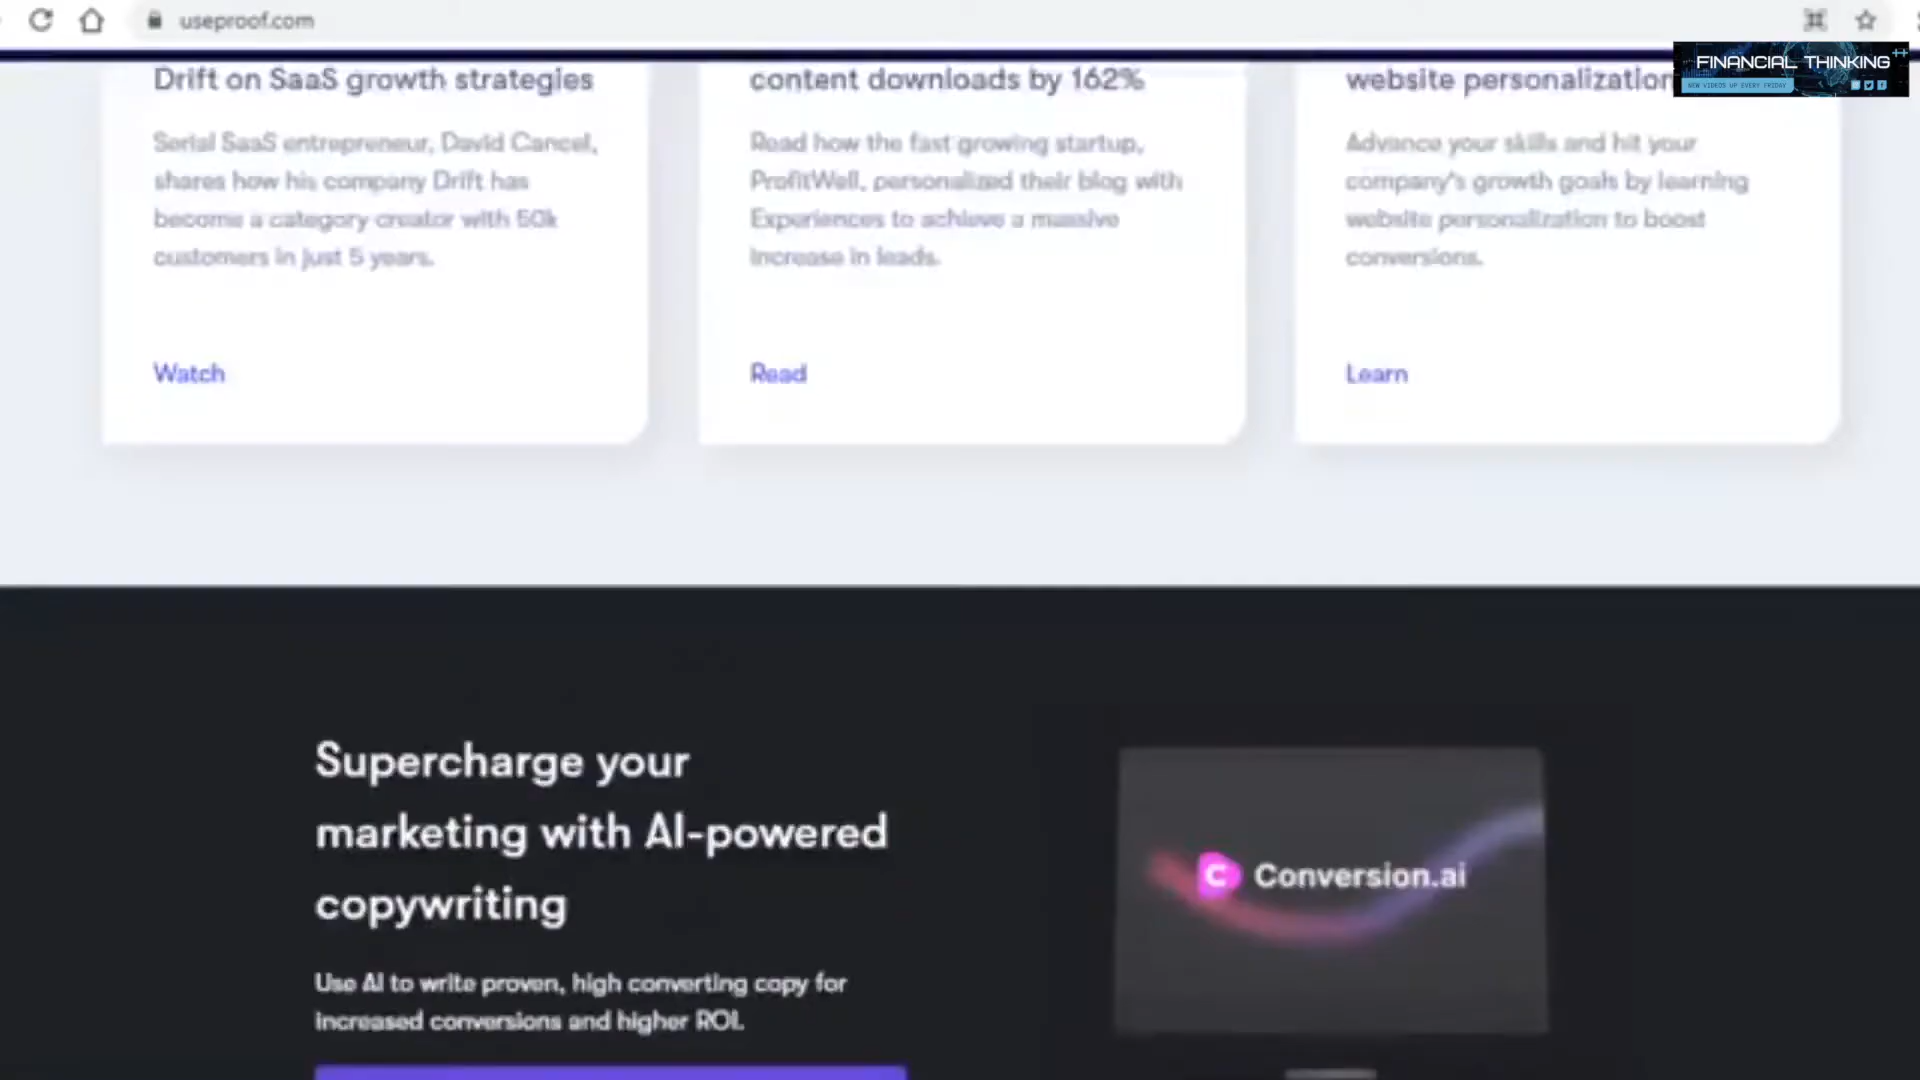 useproof.com
FINANCIAL THINKING ++
NEW VIDEOS UP EVERY FRIDAY
Drift on SaaS growth strategies
Serial SaaS entrepreneur, David Cancel,
shares how his company Drift has
become a category creator with 50k
customers in just 5 years.
Watch
content downloads by 162%
Read how the fast growing startup,
ProfitWell, personalized their blog with
Experiences to achieve a massive
increase in leads.
Read
website personalization
Advance your skills and hit your
company's growth goals by learning
website personalization to boost
conversions.
Learn
Supercharge your
marketing with AI-powered
copywriting
Use AI to write proven, high converting copy for
increased conversions and higher ROI.
C Conversion.ai